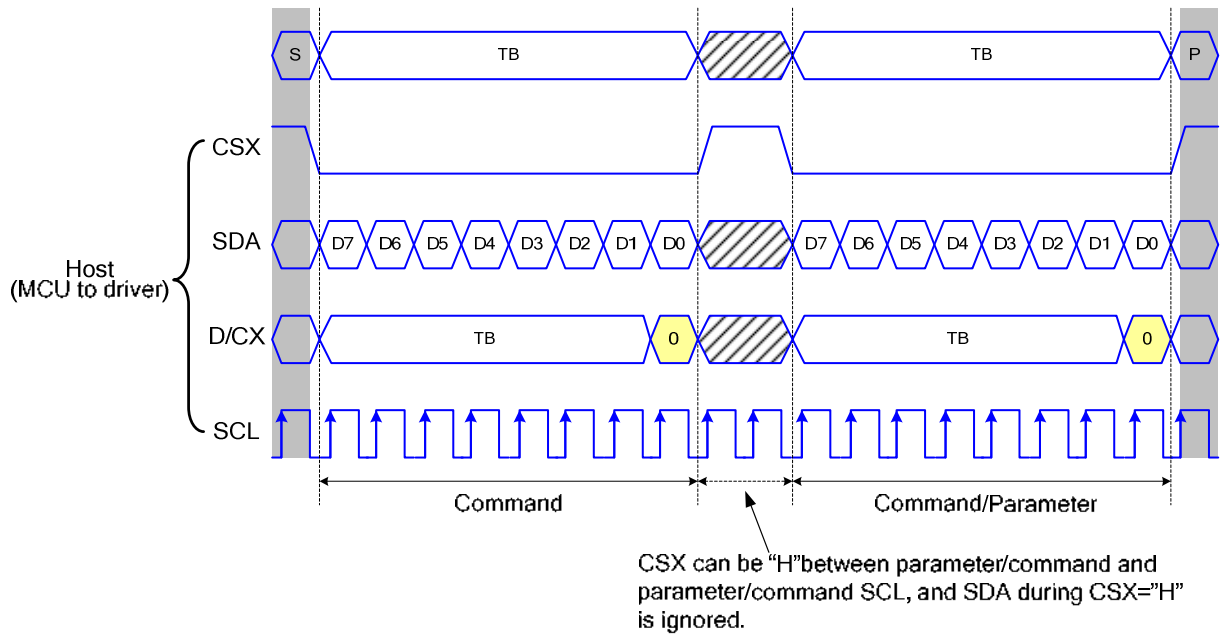 S TB TB P
CSX
SDA D7 D6 D5 D4 D3 D2 D1 D0 D7 D6 D5 D4 D3 D2 D1 D0
Host
(MCU to driver)
D/CX TB 0 TB 0
SCL
Command Command/Parameter
CSX can be “H”between parameter/command and
parameter/command SCL, and SDA during CSX=”H”
is ignored.